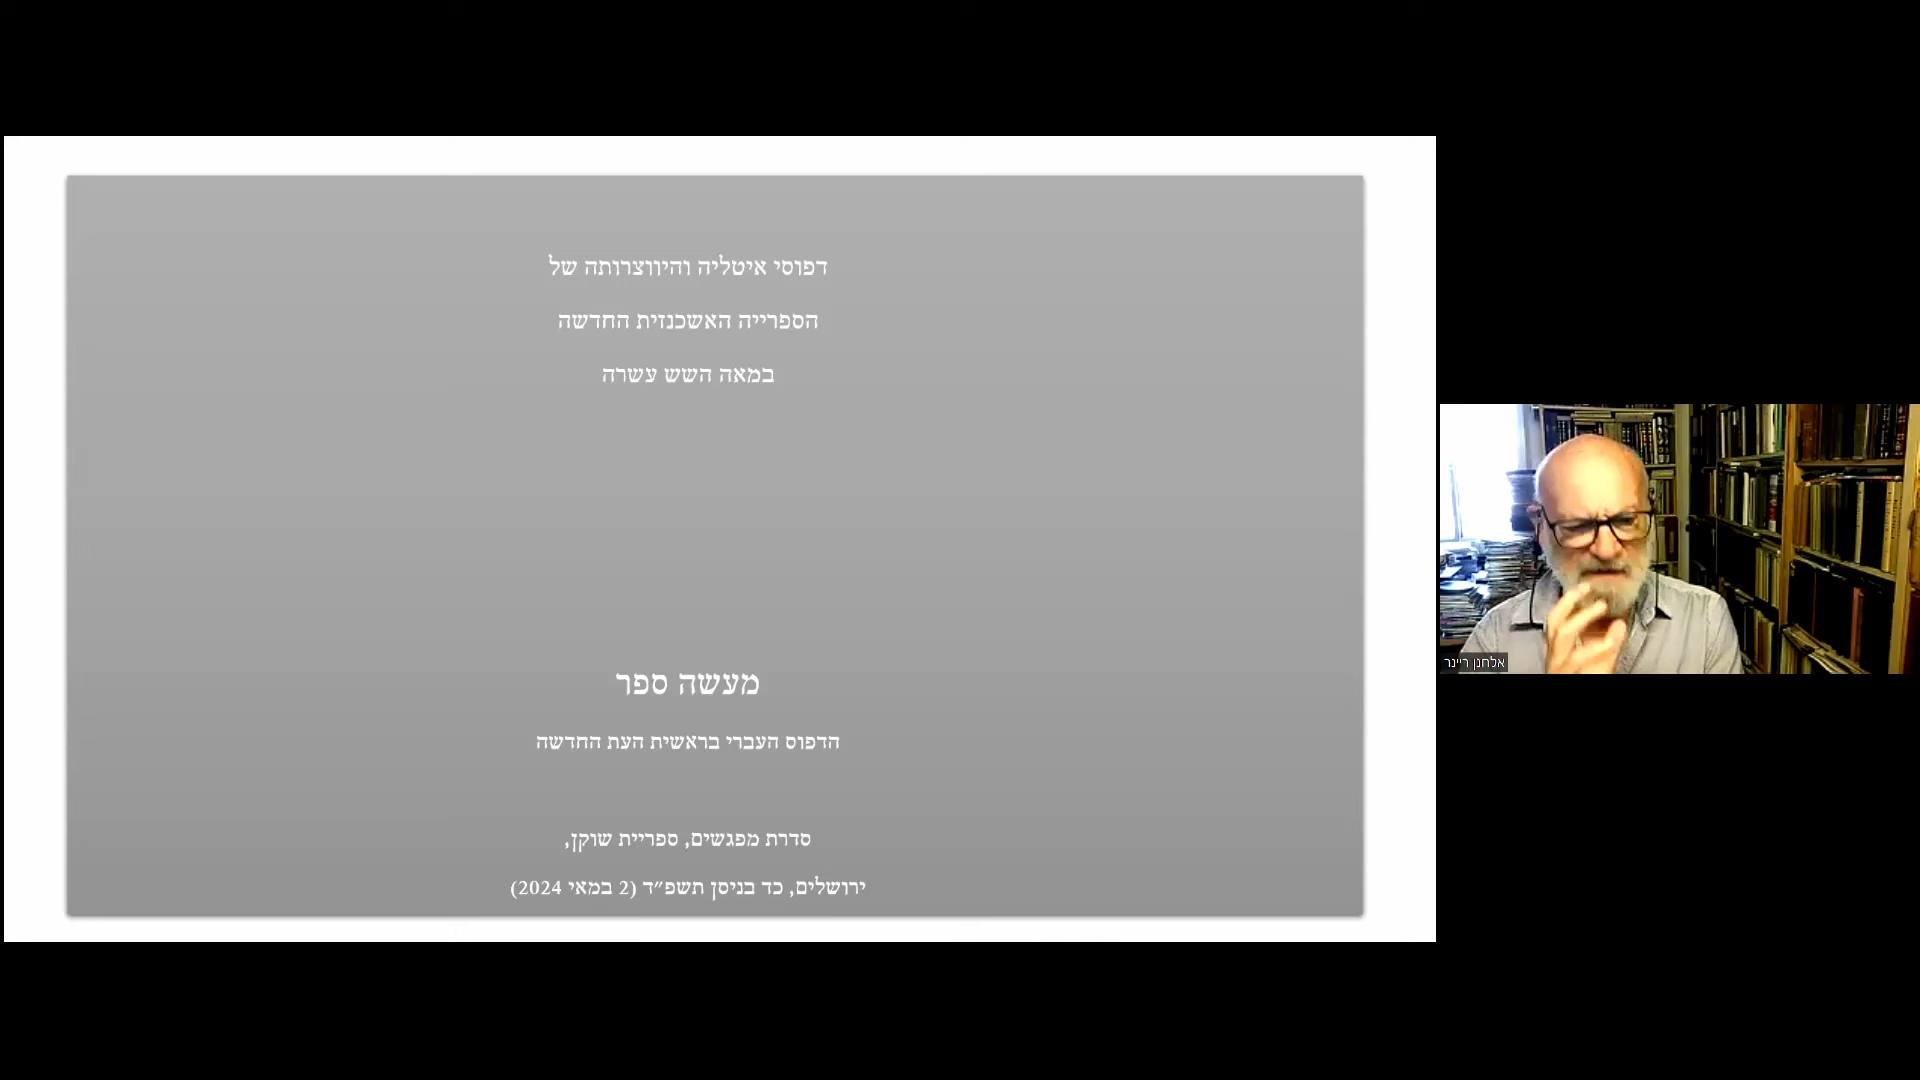 דפוסי איטליה והיווצרותה של
הספרייה האשכנזית החדשה
במאה השש עשרה
מעשה ספר
הדפוס העברי בראשית העת החדשה
סדרת מפגשים, ספריית שוקן,
ירושלים, כד בניסן תשפ״ד (2 במאי 2024)
אלחנן ריינר